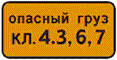 опасный груз
кл. 4.3, 6, 7